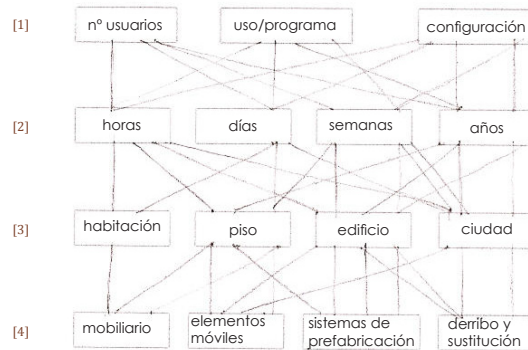 [1] nº usuarios uso/programa configuración
[2] horas días semanas años
[3] habitación piso edificio ciudad
[4] mobiliario elementos móviles sistemas de prefabricación derribo y sustitución